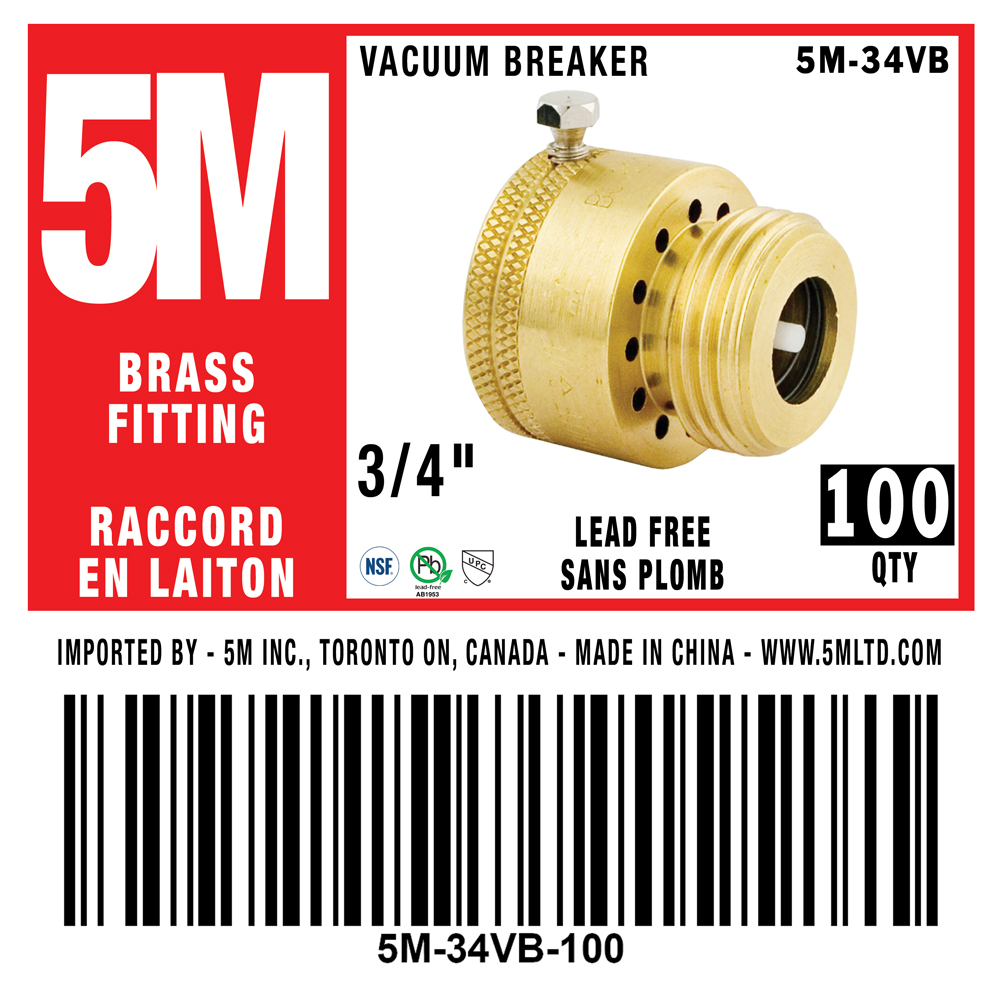 5M
BRASS
FITTING
RACCORD
EN LAITON
VACUUM BREAKER
5M-34VB
3/4"
NSF
Pb
lead-free
AB1953
UPC
C
LEAD FREE
SANS PLOMB
100
QTY
IMPORTED BY - 5M INC., TORONTO ON, CANADA - MADE IN CHINA - WWW.5MLTD.COM
5M-34VB-100